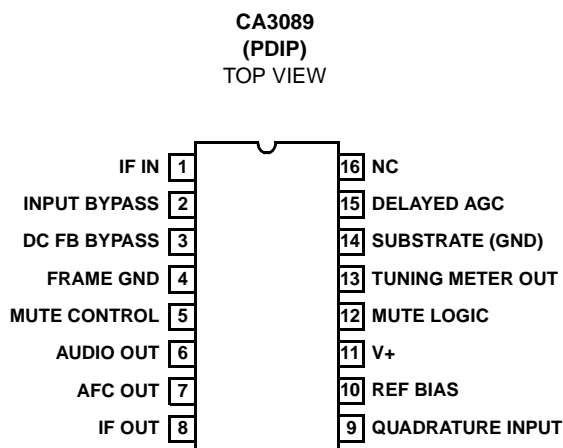 CA3089
(PDIP)
TOP VIEW
IF IN 1 16 NC
INPUT BYPASS 2 15 DELAYED AGC
DC FB BYPASS 3 14 SUBSTRATE (GND)
FRAME GND 4 13 TUNING METER OUT
MUTE CONTROL 5 12 MUTE LOGIC
AUDIO OUT 6 11 V+
AFC OUT 7 10 REF BIAS
IF OUT 8 9 QUADRATURE INPUT